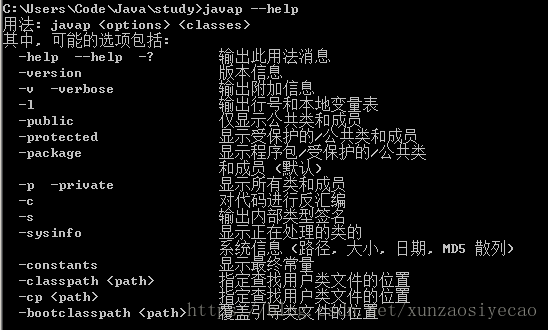 C:\Users\Code\Java\study>javap --help
用法: javap <options> <classes>
其中, 可能的选项包括:
-help --help -? 输出此用法消息
-version 版本信息
-v -verbose 输出附加信息
-l 输出行号和本地变量表
-public 仅显示公共类和成员
-protected 显示受保护的/公共类和成员
-package 显示程序包/受保护的/公共类
和成员 (默认)
-p -private 显示所有类和成员
-c 对代码进行反汇编
-s 输出内部类型签名
-sysinfo 显示正在处理的类的
系统信息 (路径, 大小, 日期, MD5 散列)
-constants 显示最终常量
-classpath <path> 指定查找用户类文件的位置
-cp <path> 指定查找用户类文件的位置
-bootclasspath <path> 覆盖引导类文件的位置